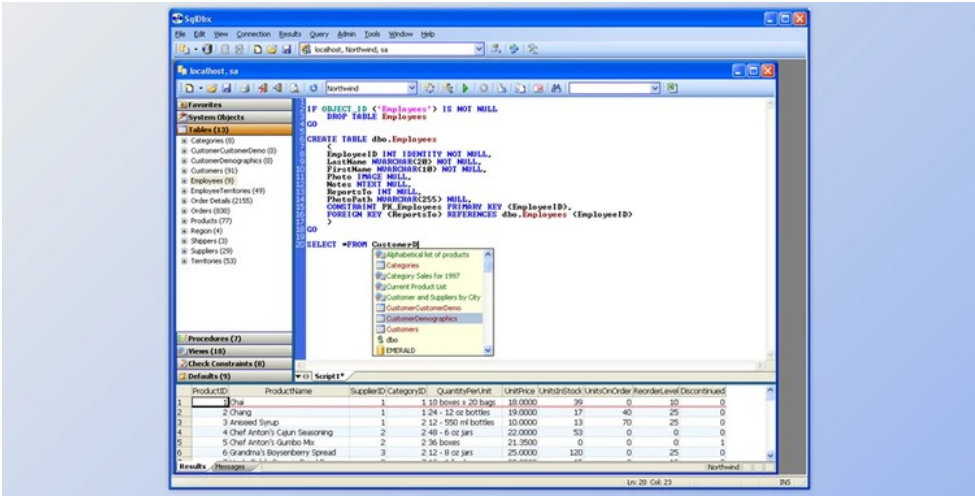 SqlDbx
File Edit View Connection Results Query Admin Tools Window Help
localhost, Northwind, sa
localhost, sa
Northwind
Favorites
System Objects
Tables (13)
Categories (8)
CustomerCustomerDemo (0)
CustomerDemographics (0)
Customers (91)
Employees (9)
EmployeeTerritories (49)
Order Details (2155)
Orders (830)
Products (77)
Region (4)
Shippers (3)
Suppliers (29)
Territories (53)
Procedures (7)
Views (18)
Check Constraints (8)
Defaults (9)
IF OBJECT_ID ('Employees') IS NOT NULL
DROP TABLE Employees
GO
CREATE TABLE dbo.Employees
(
EmployeeID INT IDENTITY NOT NULL,
LastName NVARCHAR(20) NOT NULL,
FirstName NVARCHAR(10) NOT NULL,
Photo IMAGE NULL,
Notes NTEXT NULL,
ReportsTo INT NULL,
PhotoPath NVARCHAR(255) NULL,
CONSTRAINT PK_Employees PRIMARY KEY (EmployeeID),
FOREIGN KEY (ReportsTo) REFERENCES dbo.Employees (EmployeeID)
)
GO
20 SELECT *FROM CustomerD
Alphabetical list of products
Categories
Category Sales for 1997
Current Product List
Customer and Suppliers by City
CustomerCustomerDemo
CustomerDemographics
Customers
dbo
EMERALD
Script1*
ProductID ProductName SupplierID CategoryID QuantityPerUnit UnitPrice UnitsInStock UnitsOnOrder ReorderLevel Discontinued
1 1 Chai 1 1 10 boxes x 20 bags 18.0000 39 0 10 0
2 2 Chang 1 1 24 - 12 oz bottles 19.0000 17 40 25 0
3 3 Aniseed Syrup 1 2 12 - 550 ml bottles 10.0000 13 70 25 0
4 4 Chef Anton's Cajun Seasoning 2 2 48 - 6 oz jars 22.0000 53 0 0 0
5 5 Chef Anton's Gumbo Mix 2 2 36 boxes 21.3500 0 0 0 1
6 6 Grandma's Boysenberry Spread 3 2 12 - 8 oz jars 25.0000 120 0 25 0
Results Messages Northwind
Ln: 20 Col: 23 INS